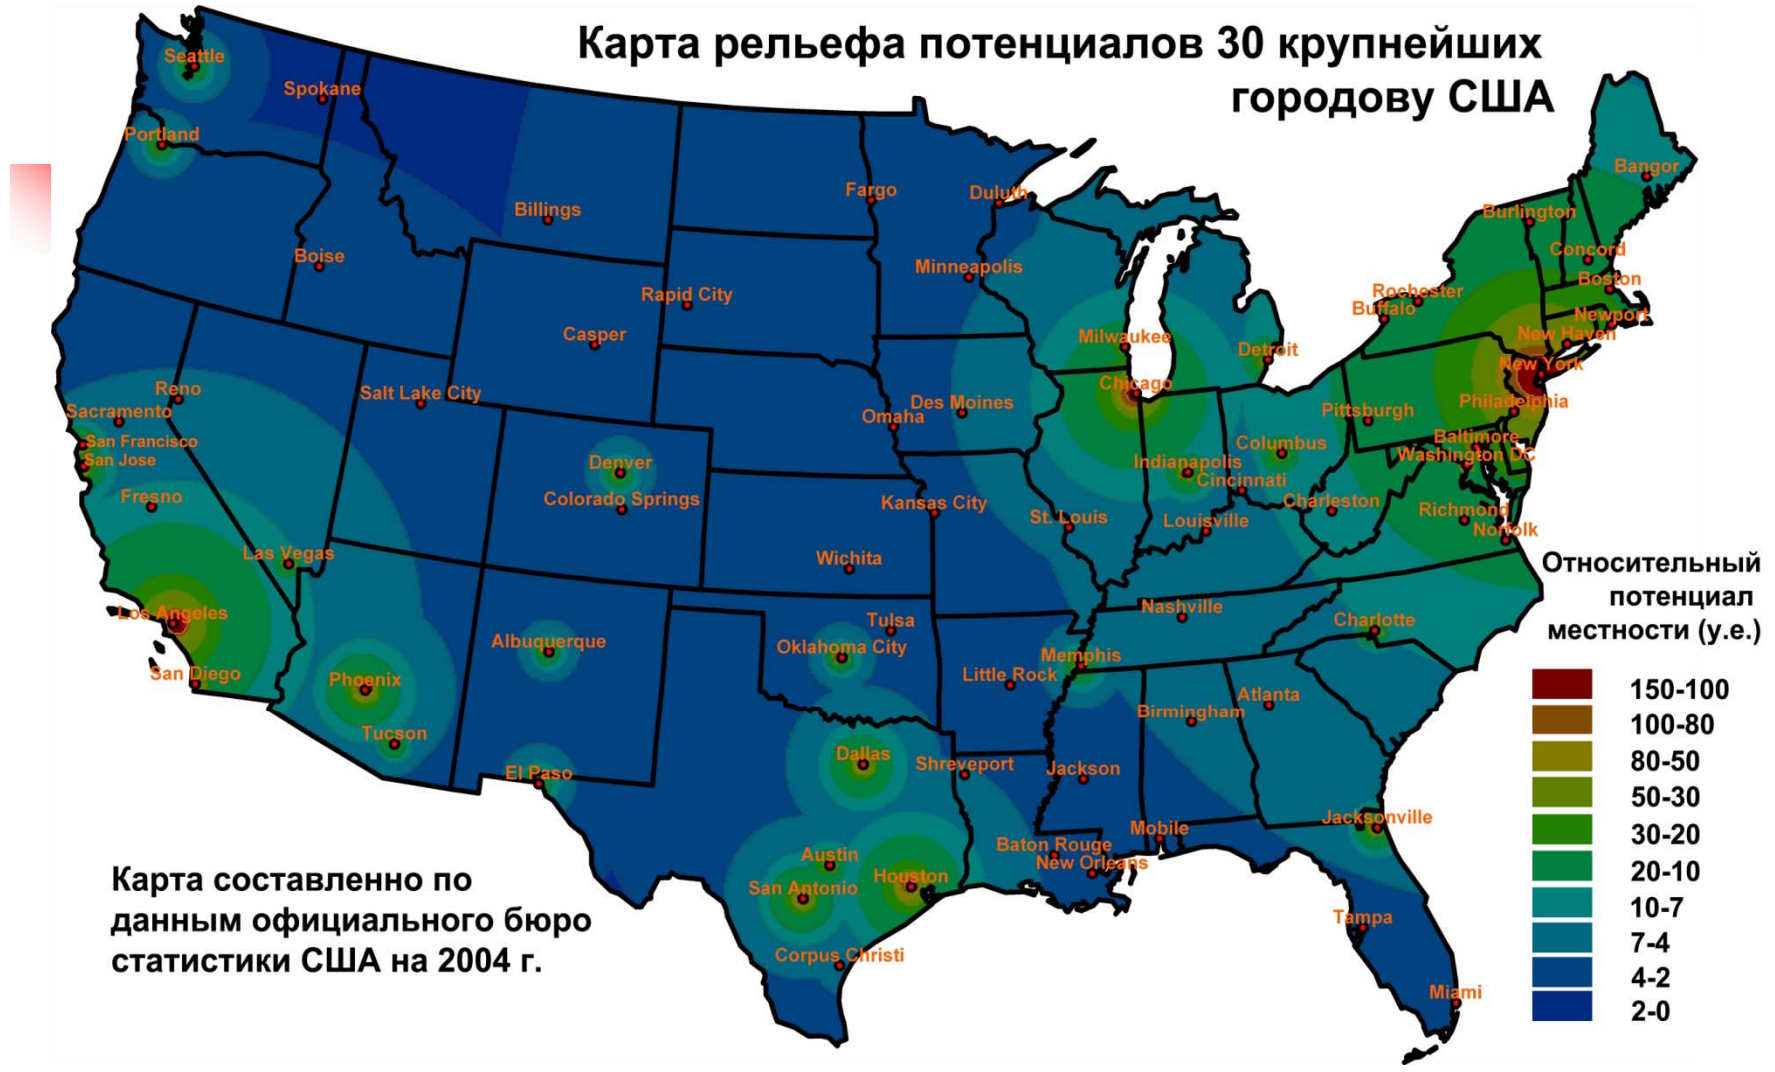 Карта рельефа потенциалов 30 крупнейших
городову США
Seattle
Spokane
Portland
Bangor
Fargo
Duluth
Billings
Burlington
Boise
Concord
Minneapolis
Boston
Rapid City
Rochester
Buffalo
Newport
Casper
Milwaukee
New Haven
Detroit
New York
Reno
Salt Lake City
Chicago
Sacramento
Omaha
Des Moines
Pittsburgh
Philadelphia
San Francisco
Columbus
Baltimore
San Jose
Denver
Indianapolis
Washington DC
Cincinnati
Fresno
Colorado Springs
Kansas City
Charleston
St. Louis
Louisville
Richmond
Norfolk
Las Vegas
Wichita
Los Angeles
Nashville
Tulsa
Charlotte
Albuquerque
Oklahoma City
Memphis
San Diego
Phoenix
Little Rock
Atlanta
Birmingham
Tucson
Dallas
El Paso
Shreveport
Jackson
Jacksonville
Mobile
Baton Rouge
Austin
New Orleans
San Antonio
Houston
Tampa
Corpus Christi
Miami
Относительный
потенциал
местности (у.е.)
150-100
100-80
80-50
50-30
30-20
20-10
10-7
7-4
4-2
2-0
Карта составленно по
данным официального бюро
статистики США на 2004 г.